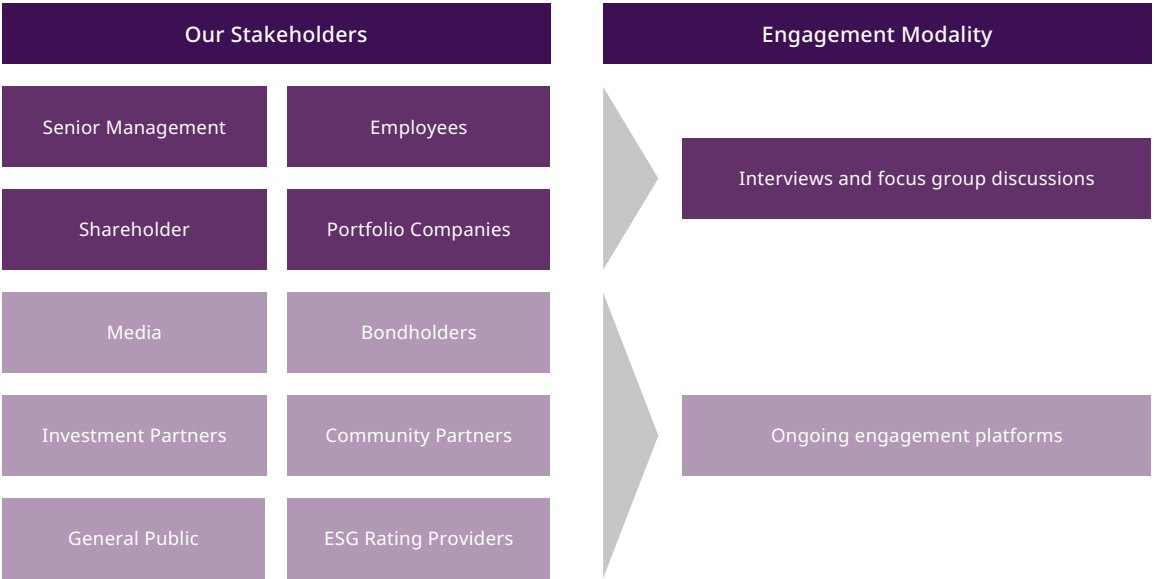 Our Stakeholders
Engagement Modality
Senior Management
Employees
Shareholder
Portfolio Companies
Interviews and focus group discussions
Media
Bondholders
Investment Partners
Community Partners
General Public
ESG Rating Providers
Ongoing engagement platforms